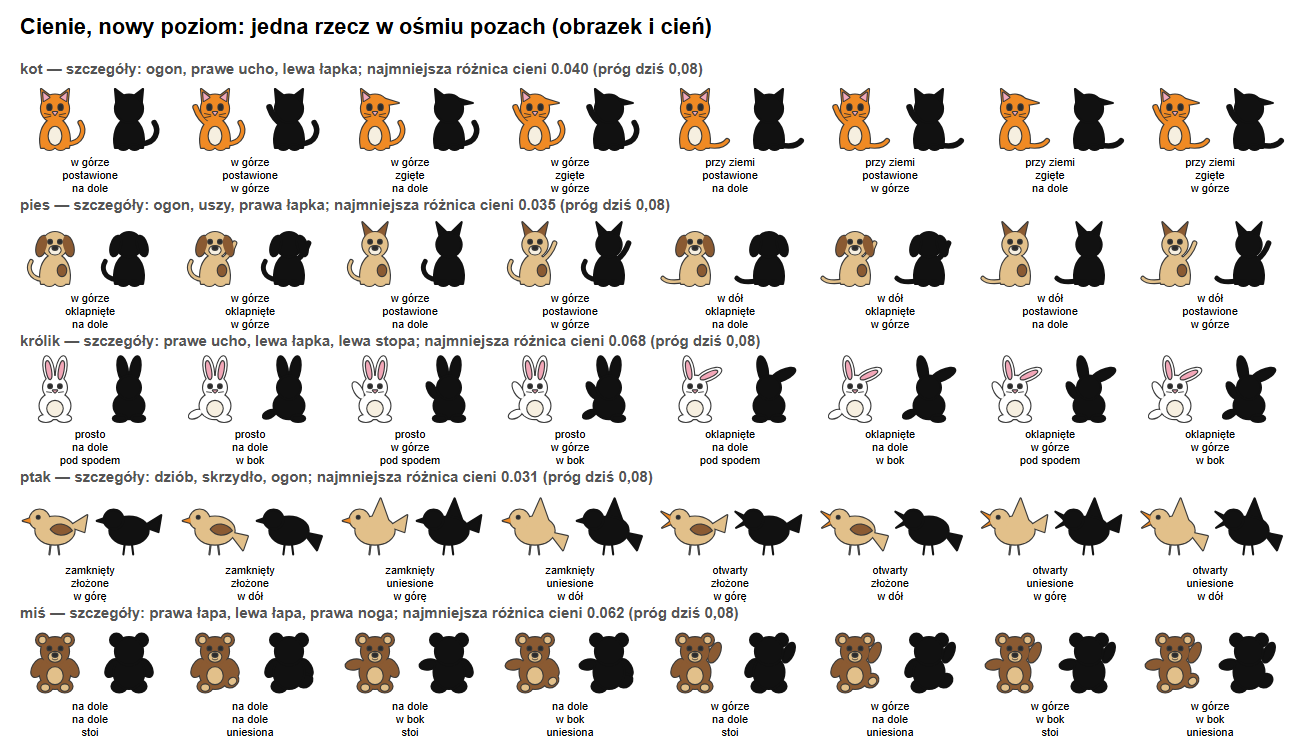 Cienie, nowy poziom: jedna rzecz w ośmiu pozach (obrazek i cień)
kot — szczegóły: ogon, prawe ucho, lewa łapka; najmniejsza różnica cieni 0.040 (próg dziś 0,08)
w górze w górze w górze w górze przy ziemi przy ziemi przy ziemi przy ziemi
postawione postawione zgięte zgięte postawione postawione zgięte zgięte
na dole w górze na dole w górze na dole w górze na dole w górze
pies — szczegóły: ogon, uszy, prawa łapka; najmniejsza różnica cieni 0.035 (próg dziś 0,08)
w górze w górze w górze w górze w dół w dół w dół w dół
oklapnięte oklapnięte postawione postawione oklapnięte oklapnięte postawione postawione
na dole w górze na dole w górze na dole w górze na dole w górze
królik — szczegóły: prawe ucho, lewa łapka, lewa stopa; najmniejsza różnica cieni 0.068 (próg dziś 0,08)
prosto prosto prosto prosto oklapnięte oklapnięte oklapnięte oklapnięte
na dole na dole w górze w górze na dole na dole w górze w górze
pod spodem w bok pod spodem w bok pod spodem w bok pod spodem w bok
ptak — szczegóły: dziób, skrzydło, ogon; najmniejsza różnica cieni 0.031 (próg dziś 0,08)
zamknięty zamknięty zamknięty zamknięty otwarty otwarty otwarty otwarty
złożone złożone uniesione uniesione złożone złożone uniesione uniesione
w górę w dół w górę w dół w górę w dół w górę w dół
miś — szczegóły: prawa łapa, lewa łapa, prawa noga; najmniejsza różnica cieni 0.062 (próg dziś 0,08)
na dole na dole na dole na dole w górze w górze w górze w górze
na dole na dole w bok w bok na dole na dole w bok w bok
stoi uniesiona stoi uniesiona stoi uniesiona stoi uniesiona